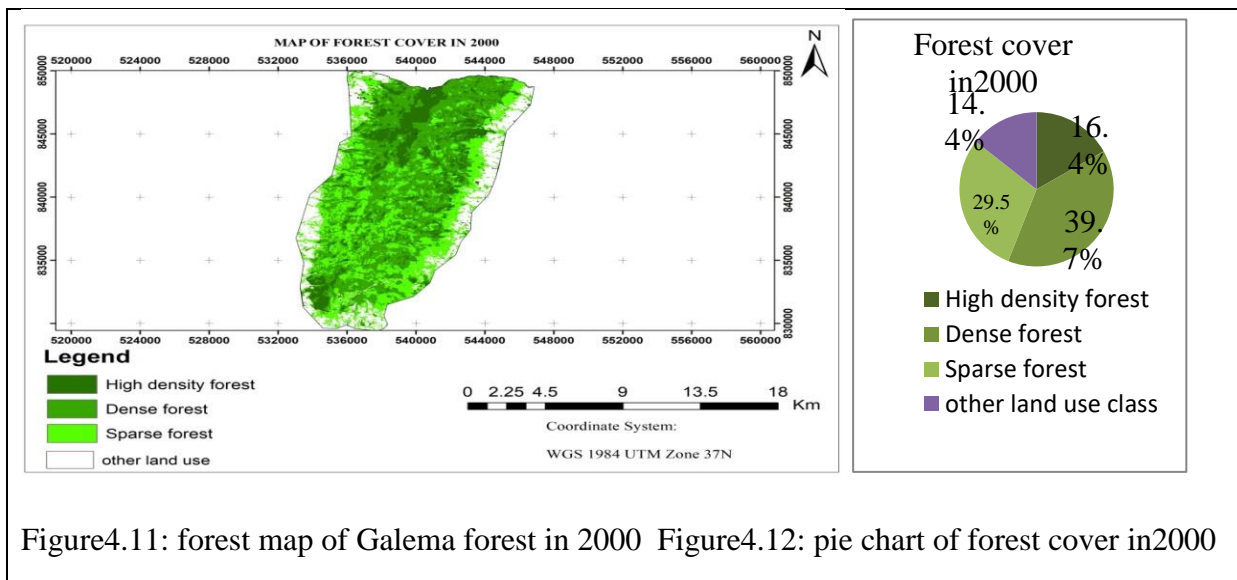 MAP OF FOREST COVER IN 2000
N
520000 524000 528000 532000 536000 540000 544000 548000 552000 556000 560000
850000
845000
840000
835000
830000
850000
845000
840000
835000
830000
520000 524000 528000 532000 536000 540000 544000 548000 552000 556000 560000
Legend
High density forest
Dense forest
Sparse forest
other land use
0 2.25 4.5 9 13.5 18
Km
Coordinate System:
WGS 1984 UTM Zone 37N
Forest cover
in2000
14.
4%
16.
4%
29.5
%
39.
7%
High density forest
Dense forest
Sparse forest
other land use class
Figure4.11: forest map of Galema forest in 2000 Figure4.12: pie chart of forest cover in2000